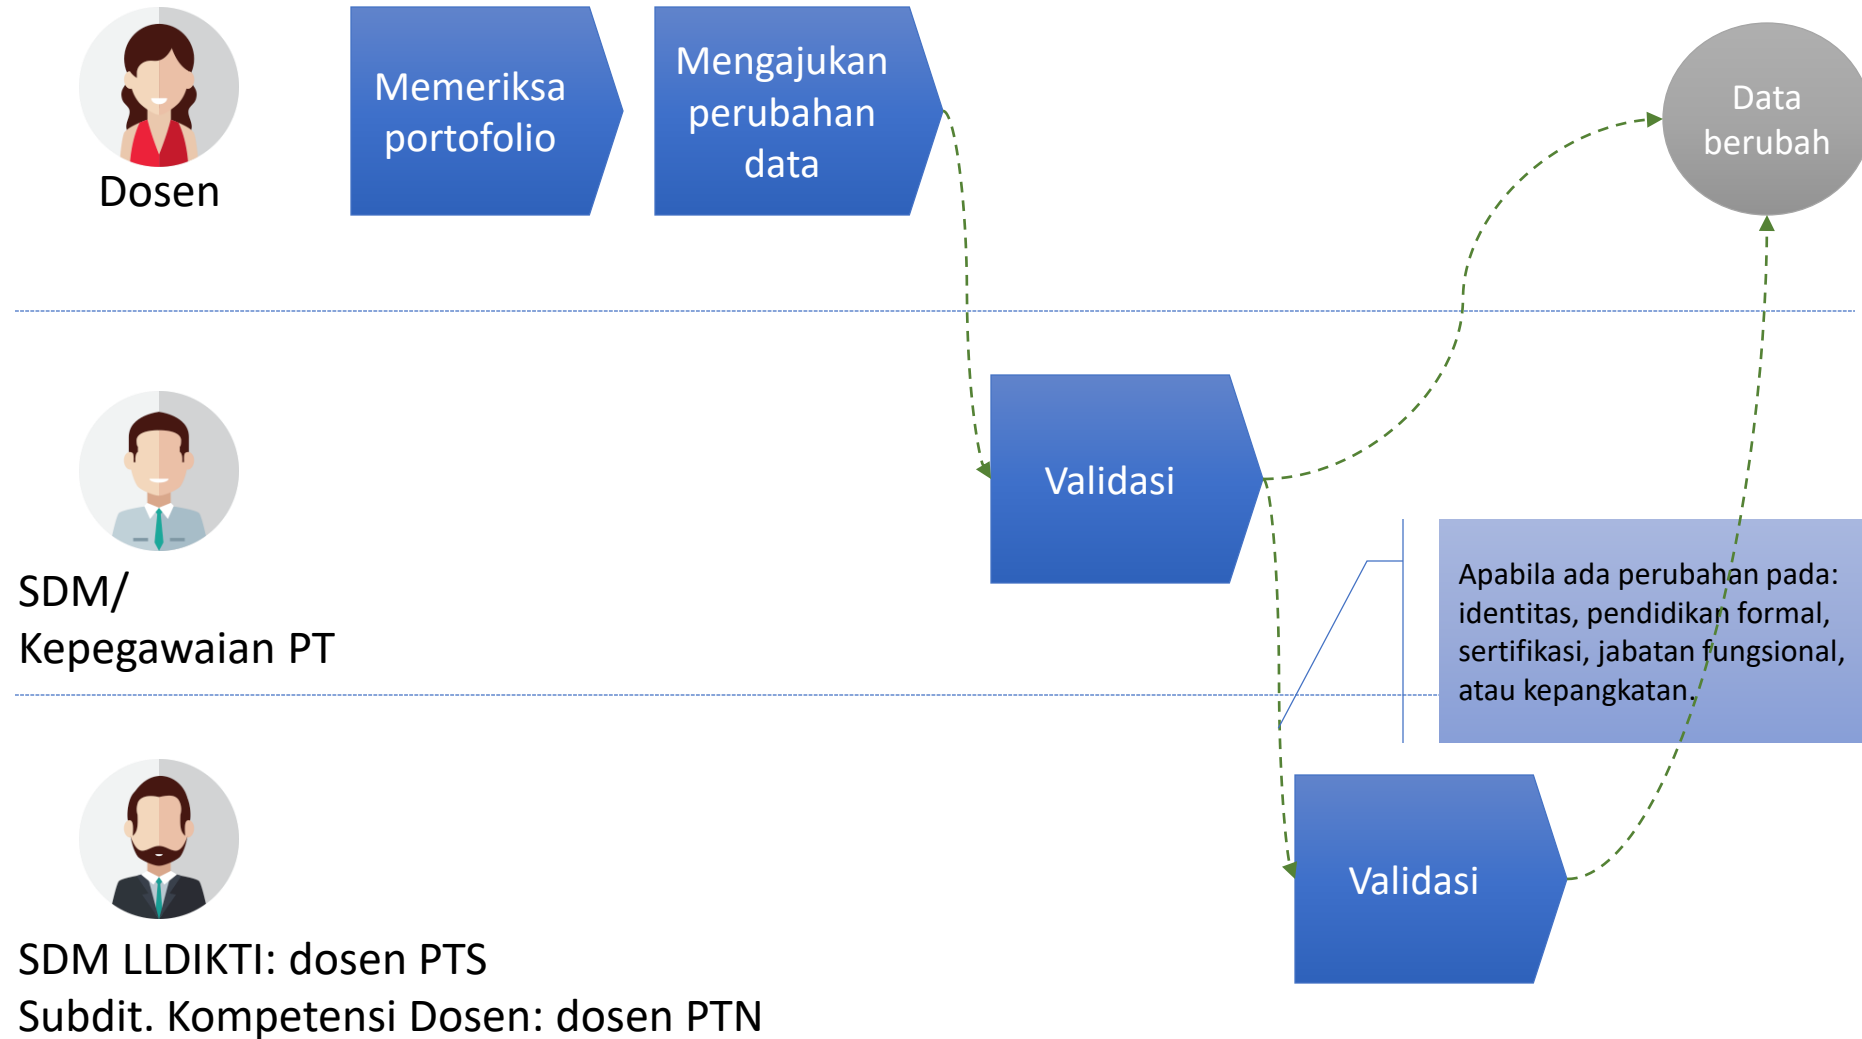 Memeriksa
portofolio
Mengajukan
perubahan
data
Data
berubah
Dosen
Validasi
SDM/
Kepegawaian PT
Apabila ada perubahan pada:
identitas, pendidikan formal,
sertifikasi, jabatan fungsional,
atau kepangkatan.
Validasi
SDM LLDIKTI: dosen PTS
Subdit. Kompetensi Dosen: dosen PTN